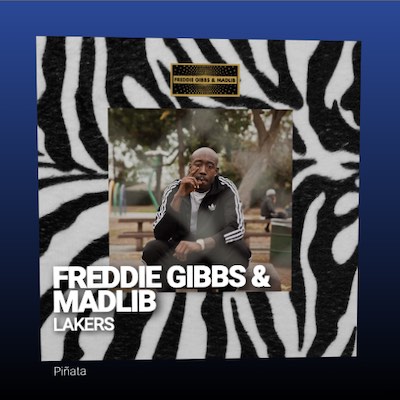 FREDDIE GIBBS & MADLIB
FREDDIE GIBBS &
MADLIB
LAKERS
Piñata